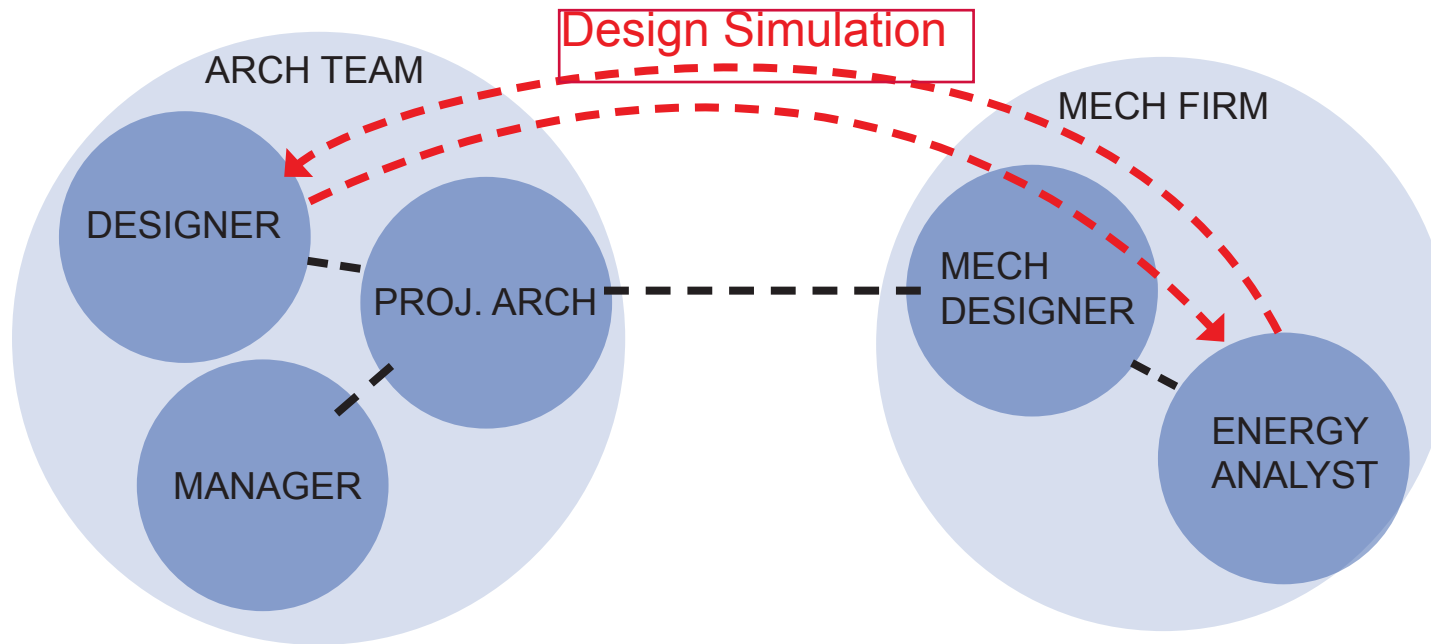 Design Simulation
ARCH TEAM
MECH FIRM
DESIGNER
PROJ. ARCH
MANAGER
MECH
DESIGNER
ENERGY
ANALYST